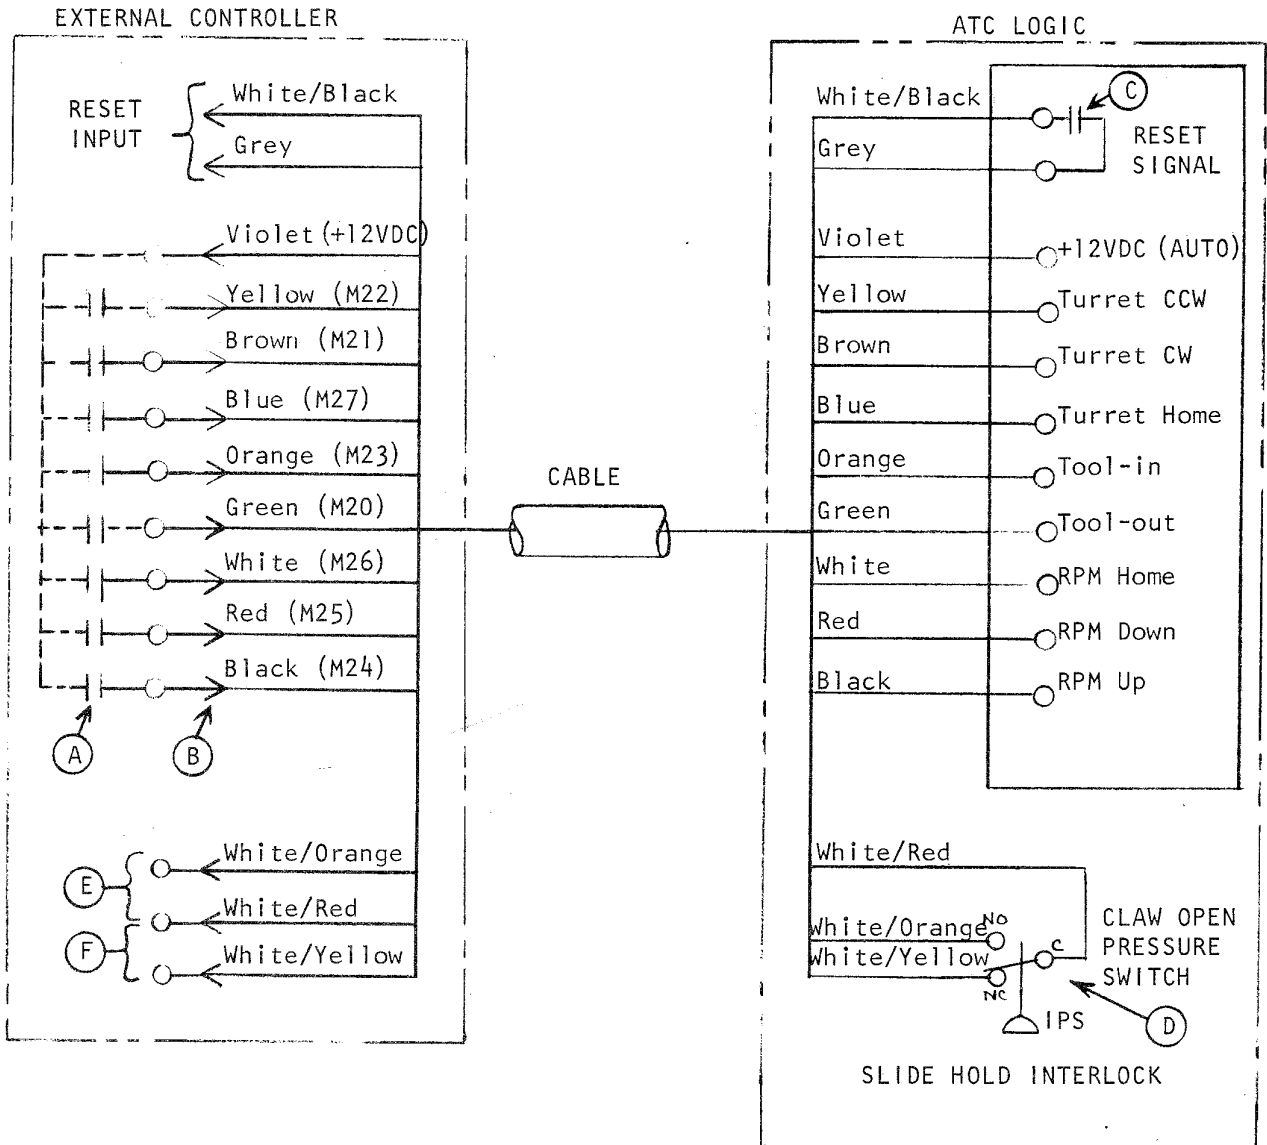 EXTERNAL CONTROLLER
RESET
INPUT
White/Black
Grey
Violet (+12VDC)
Yellow (M22)
Brown (M21)
Blue (M27)
Orange (M23)
Green (M20)
White (M26)
Red (M25)
Black (M24)
A
B
White/Orange
E
White/Red
F
White/Yellow
CABLE
ATC LOGIC
White/Black
C
Grey
RESET
SIGNAL
Violet
+12VDC (AUTO)
Yellow
Turret CCW
Brown
Turret CW
Blue
Turret Home
Orange
Tool-in
Green
Tool-out
White
RPM Home
Red
RPM Down
Black
RPM Up
White/Red
White/Orange
NO
White/Yellow
C
NC
CLAW OPEN
PRESSURE
SWITCH
IPS
D
SLIDE HOLD INTERLOCK